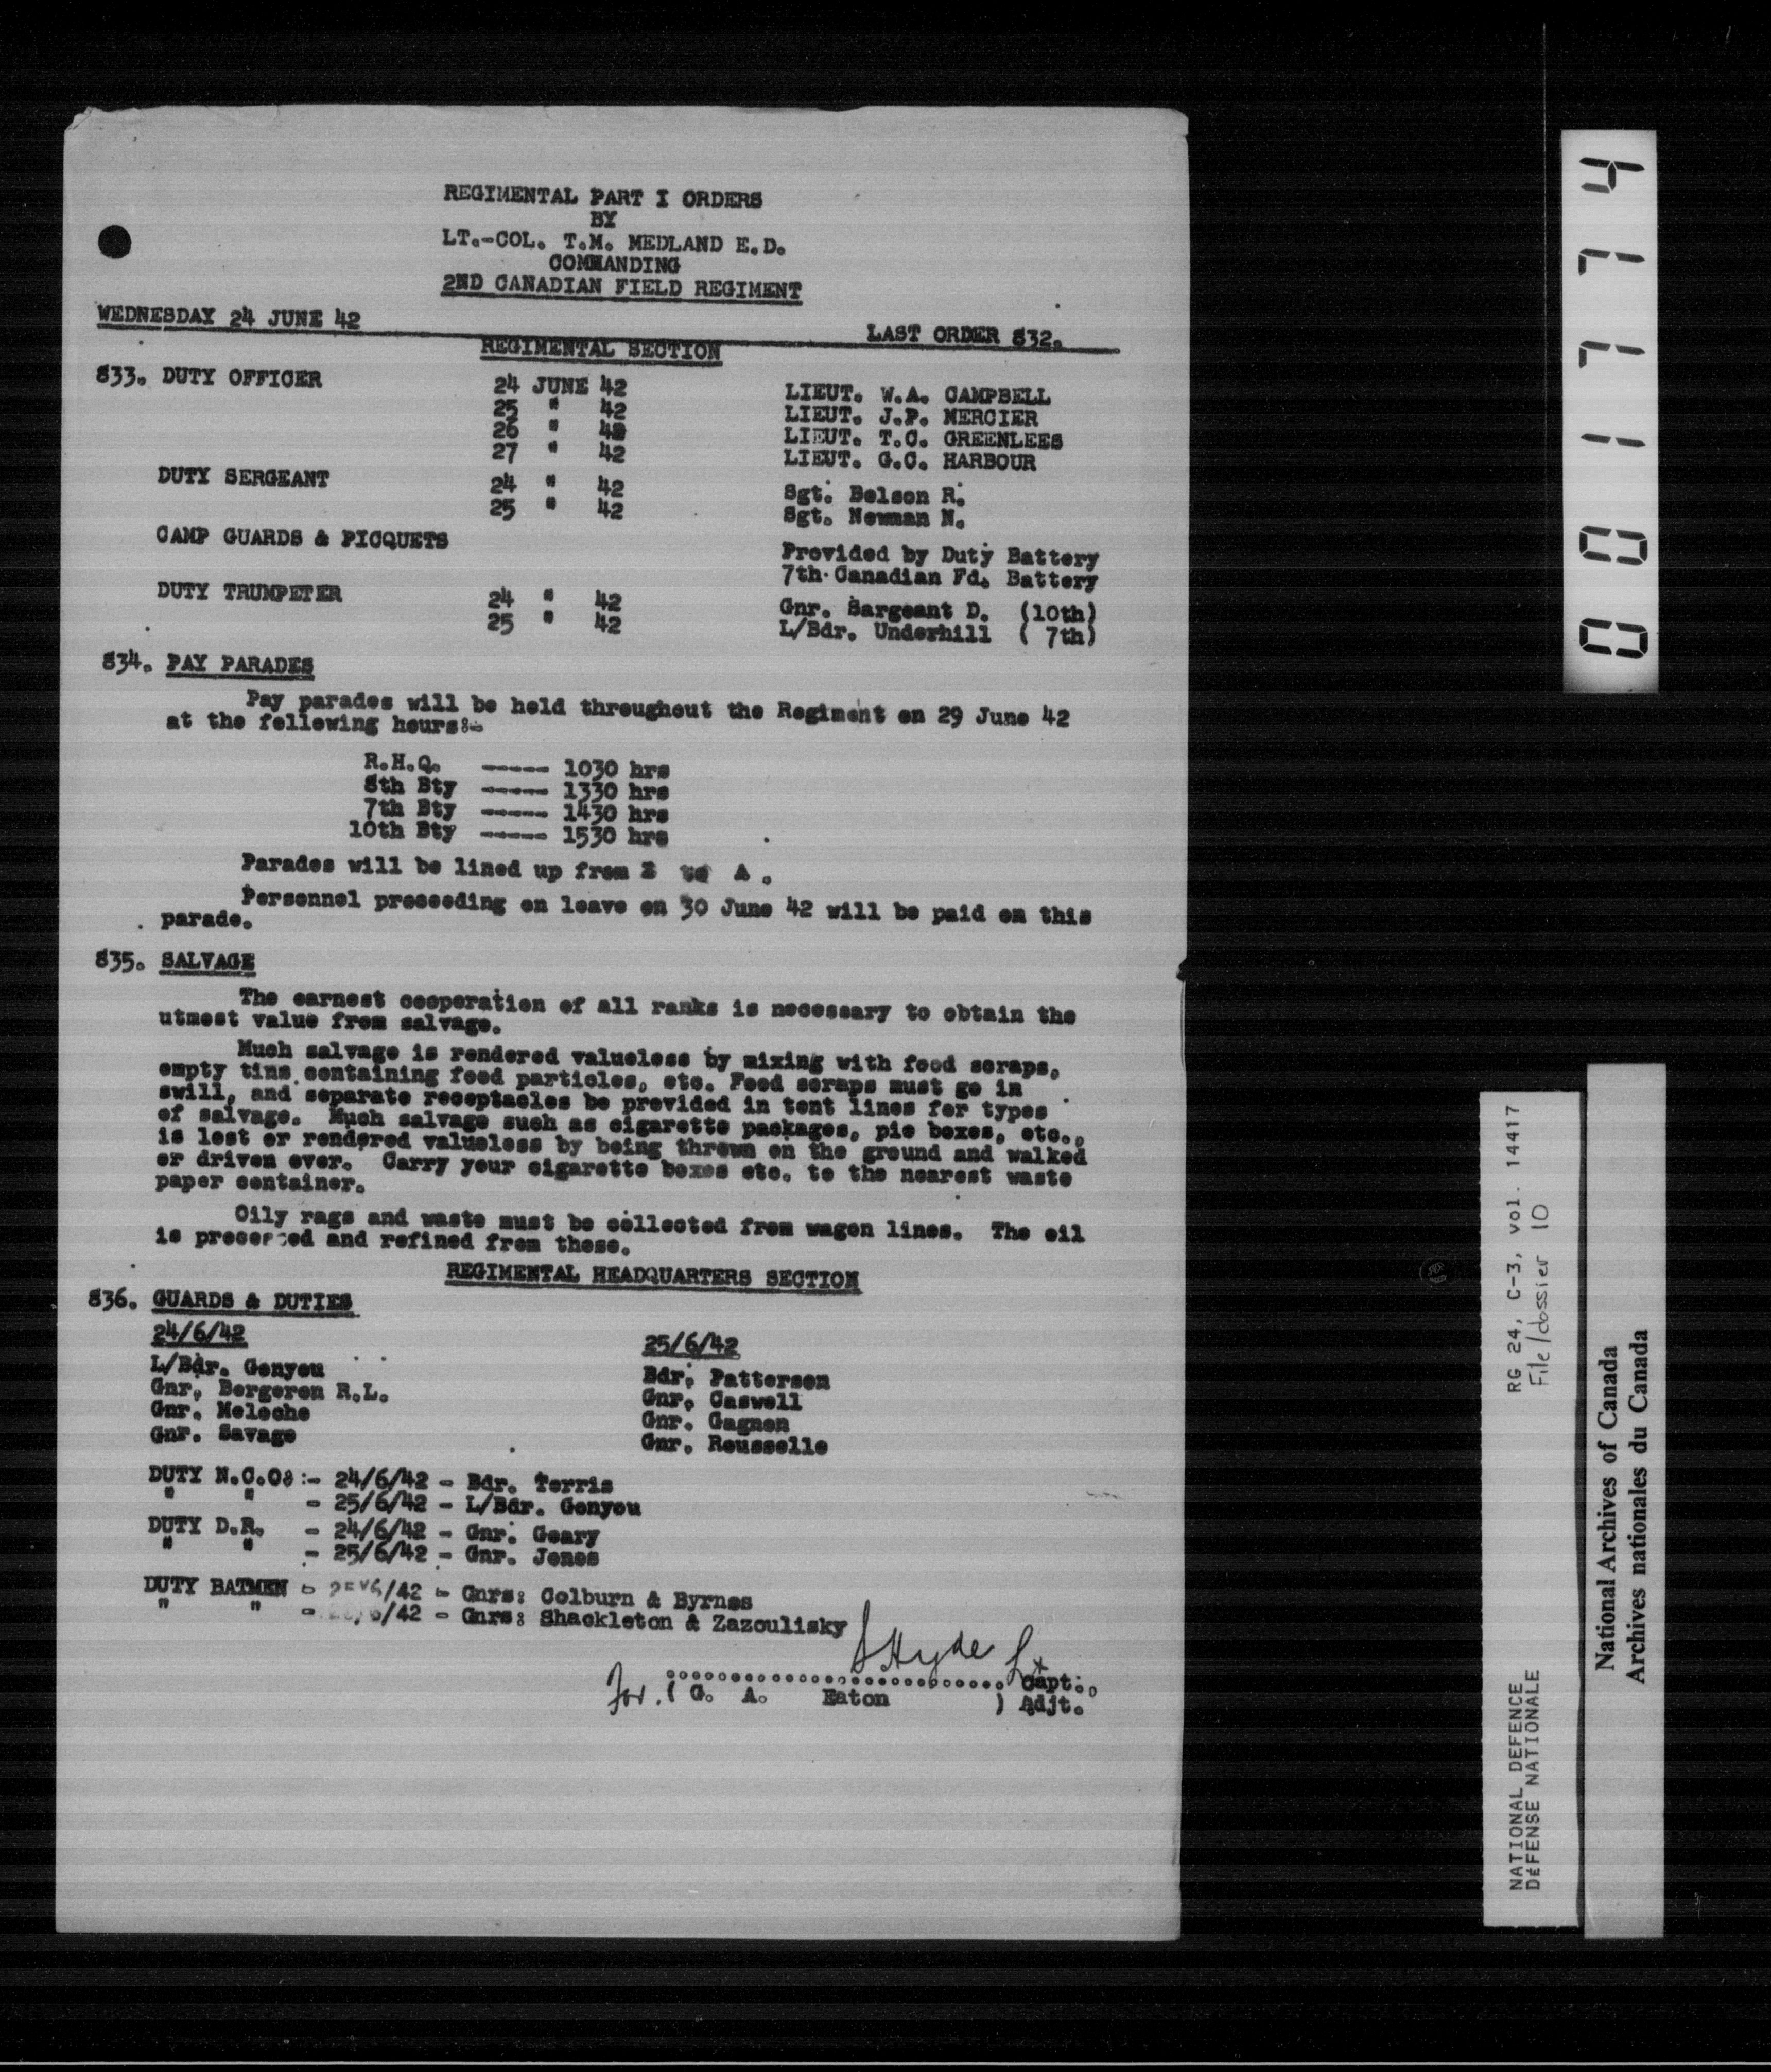 REGIMENTAL PART I ORDERS
BY
LT.-COL. T.M. MEDLAND E.D.
COMMANDING
2ND CANADIAN FIELD REGIMENT
WEDNESDAY 24 JUNE 42 LAST ORDER 832.
REGIMENTAL SECTION
833. DUTY OFFICER 24 JUNE 42 LIEUT. W.A. CAMPBELL
25 " 42 LIEUT. J.P. MERCIER
26 " 42 LIEUT. T.C. GREENLEES
27 " 42 LIEUT. G.C. HARBOUR
DUTY SERGEANT 24 " 42 Sgt. Belson R.
25 " 42 Sgt. Newman N.
CAMP GUARDS & PICQUETS Provided by Duty Battery
7th Canadian Fd. Battery
DUTY TRUMPETER 24 " 42 Gnr. Sargeant D. (10th)
25 " 42 L/Bdr. Underhill ( 7th)
834. PAY PARADES
Pay parades will be held throughout the Regiment on 29 June 42
at the following hours:-
R.H.Q. ----- 1030 hrs
8th Bty ----- 1330 hrs
7th Bty ----- 1430 hrs
10th Bty ----- 1530 hrs
Parades will be lined up from Z to A.
Personnel proceeding on leave on 30 June 42 will be paid on this
parade.
835. SALVAGE
The earnest cooperation of all ranks is necessary to obtain the
utmost value from salvage.
Much salvage is rendered valueless by mixing with food scraps,
empty tins containing food particles, etc. Food scraps must go in
swill, and separate receptacles be provided in tent lines for types
of salvage. Much salvage such as cigarette packages, pie boxes, etc.,
is lost or rendered valueless by being thrown on the ground and walked
or driven over. Carry your cigarette boxes etc. to the nearest waste
paper container.
Oily rags and waste must be collected from wagon lines. The oil
is processed and refined from these.
REGIMENTAL HEADQUARTERS SECTION
836. GUARDS & DUTIES
24/6/42 25/6/42
L/Bdr. Genyou Bdr. Patterson
Gnr. Bergeron R.L. Gnr. Caswell
Gnr. Meloche Gnr. Gagnon
Gnr. Savage Gnr. Rousselle
DUTY N.C.Os :- 24/6/42 - Bdr. Terris
" " - 25/6/42 - L/Bdr. Genyou
DUTY D.R. - 24/6/42 - Gnr. Geary
" " - 25/6/42 - Gnr. Jones
DUTY BATMEN - /42 - Gnrs: Colburn & Byrnes
" " - /42 - Gnrs: Shackleton & Zazoulisky
Hyde Lt
.......................... Capt.,
for. ( G. A. Eaton ) Adjt.
001774
RG 24, C-3, vol. 14417
File/dossier 10
NATIONAL DEFENCE
DÉFENSE NATIONALE
National Archives of Canada
Archives nationales du Canada